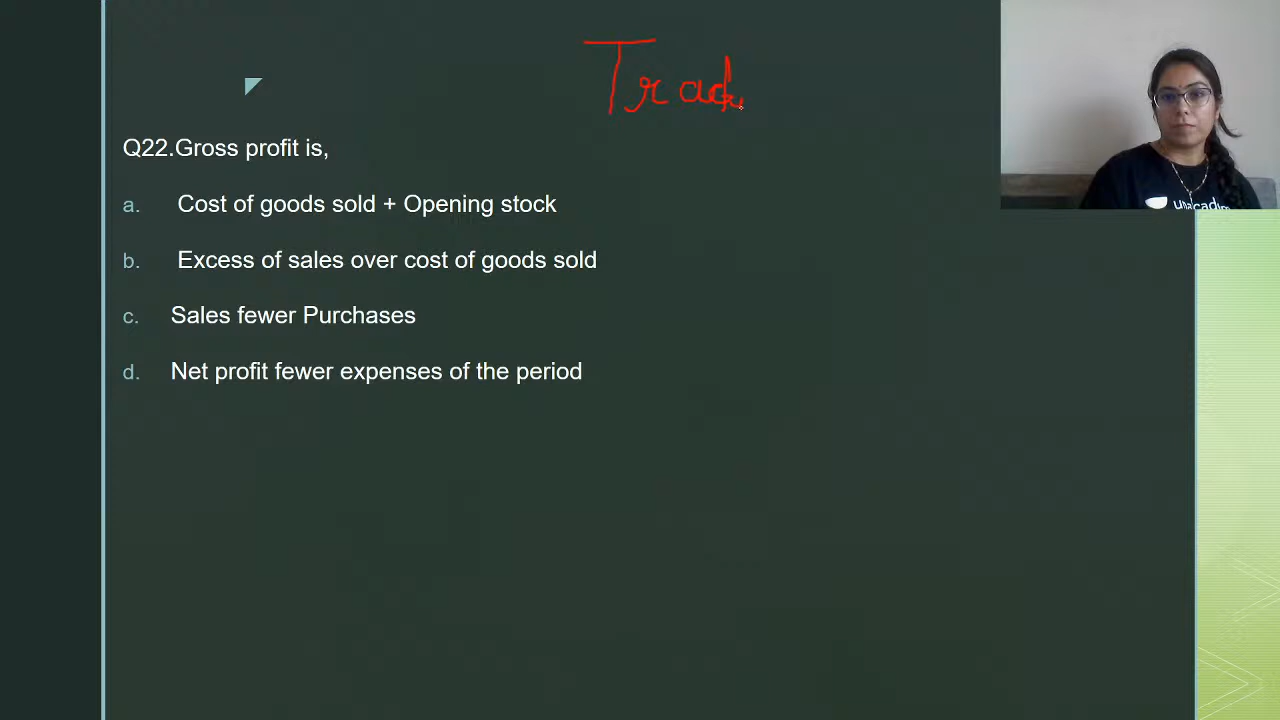 Trad
Q22.Gross profit is,
a. Cost of goods sold + Opening stock
b. Excess of sales over cost of goods sold
c. Sales fewer Purchases
d. Net profit fewer expenses of the period